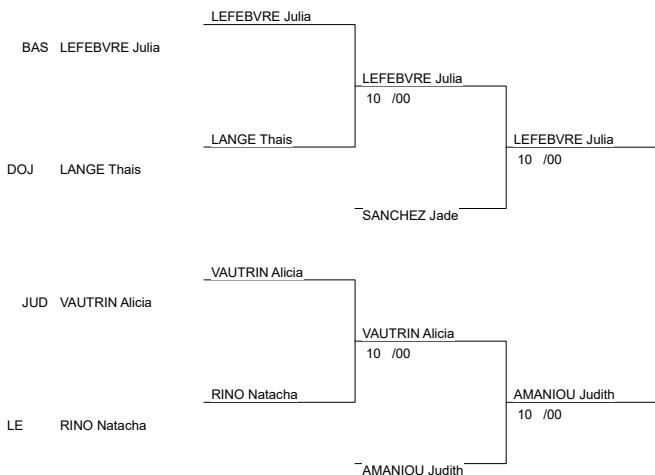 LEFEBVRE Julia
BAS LEFEBVRE Julia
LEFEBVRE Julia
10 /00
LANGE Thais
LEFEBVRE Julia
10 /00
DOJ LANGE Thais
SANCHEZ Jade
VAUTRIN Alicia
JUD VAUTRIN Alicia
VAUTRIN Alicia
10 /00
RINO Natacha
AMANIOU Judith
10 /00
LE RINO Natacha
AMANIOU Judith